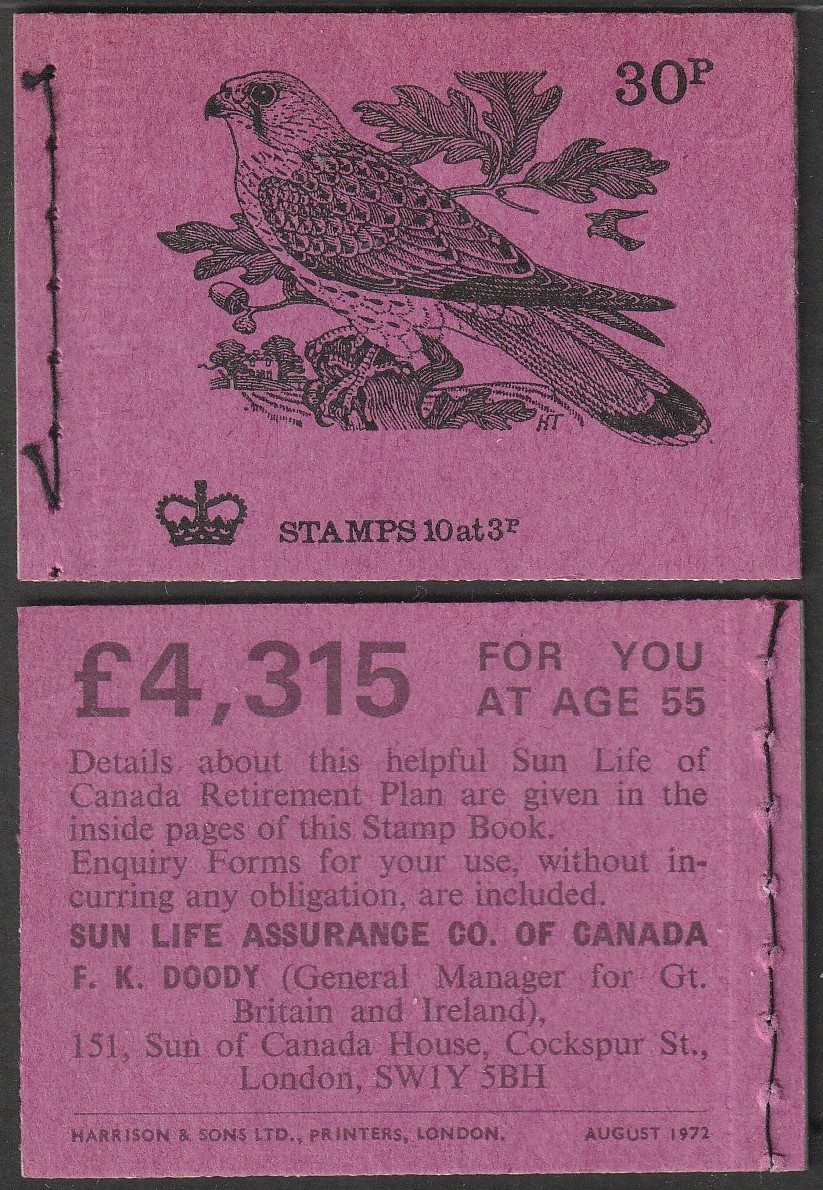 30P
HT
STAMPS 10 at 3P
£4,315 FOR YOU
AT AGE 55
Details about this helpful Sun Life of
Canada Retirement Plan are given in the
inside pages of this Stamp Book.
Enquiry Forms for your use, without in-
curring any obligation, are included.
SUN LIFE ASSURANCE CO. OF CANADA
F. K. DOODY (General Manager for Gt.
Britain and Ireland),
151, Sun of Canada House, Cockspur St.,
London, SW1Y 5BH
HARRISON & SONS LTD., PRINTERS, LONDON. AUGUST 1972